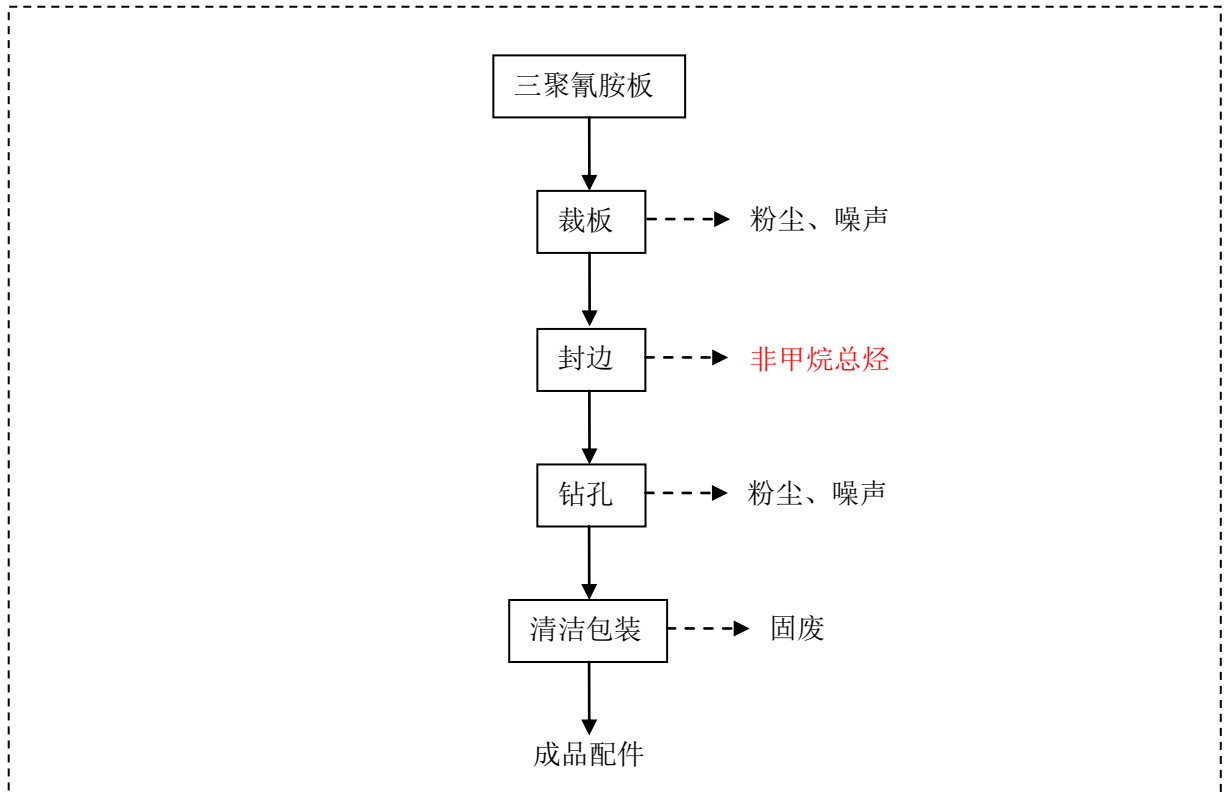 三聚氰胺板
裁板
粉尘、噪声
封边
非甲烷总烃
钻孔
粉尘、噪声
清洁包装
固废
成品配件